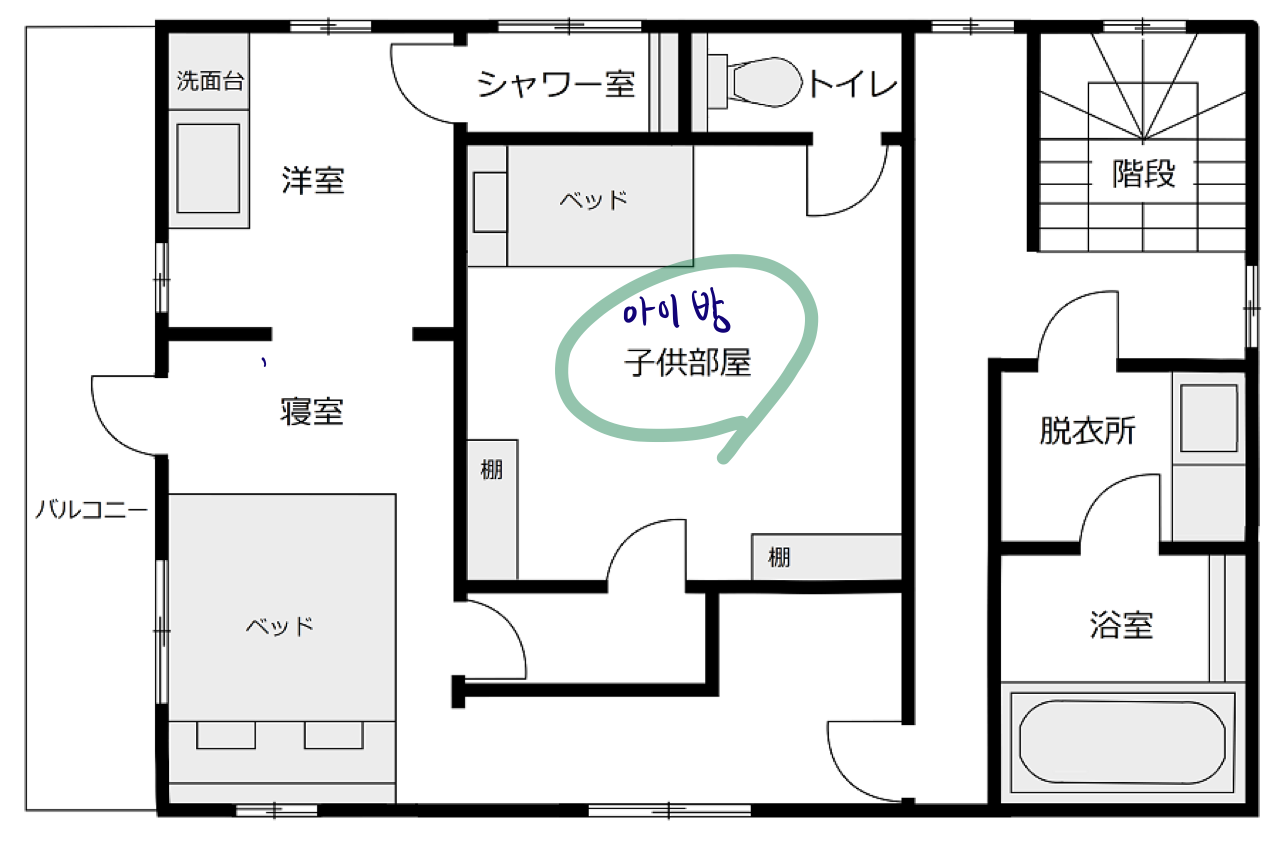 洗面台
シャワー室
トイレ
洋室
ベッド
階段
아이 방
子供部屋
寝室
脱衣所
棚
バルコニー
棚
ベッド
浴室